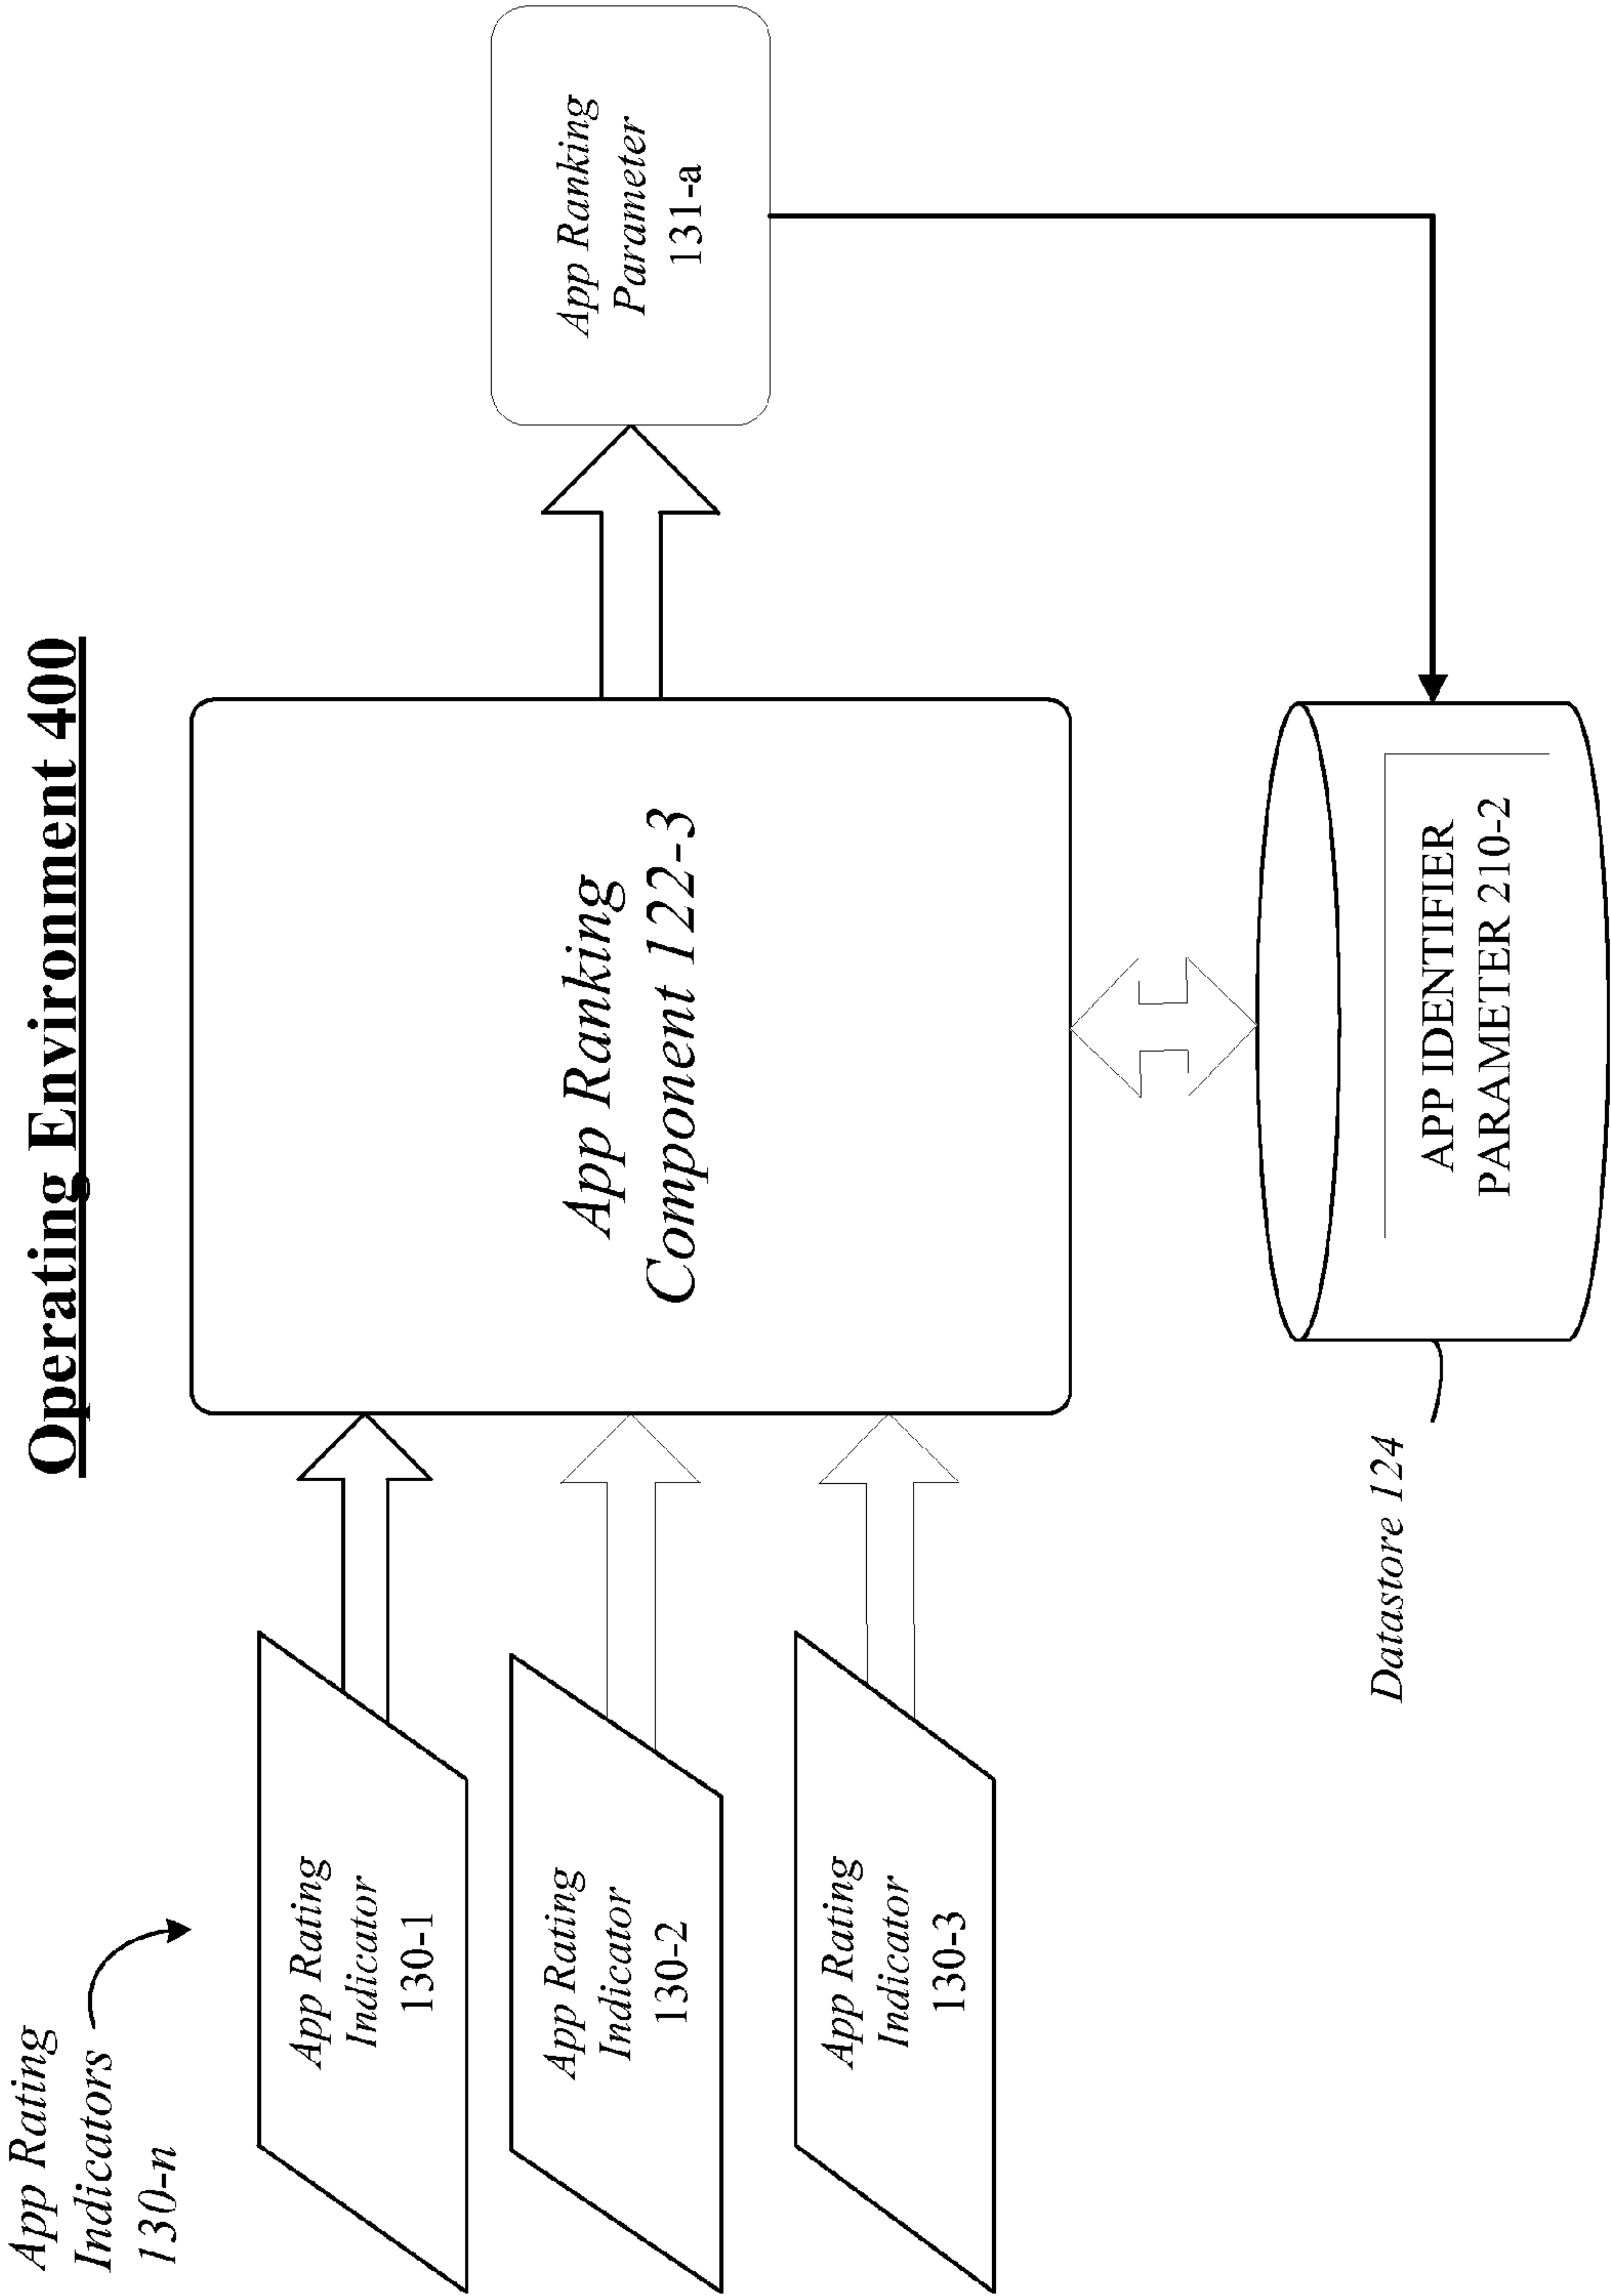 Operating Environment 400
App Rating
Indicators
130-n
App Rating
Indicator
130-1
App Rating
Indicator
130-2
App Rating
Indicator
130-3
App Ranking
Component 122-3
App Ranking
Parameter
131-a
Datastore 124
APP IDENTIFIER
PARAMETER 210-2